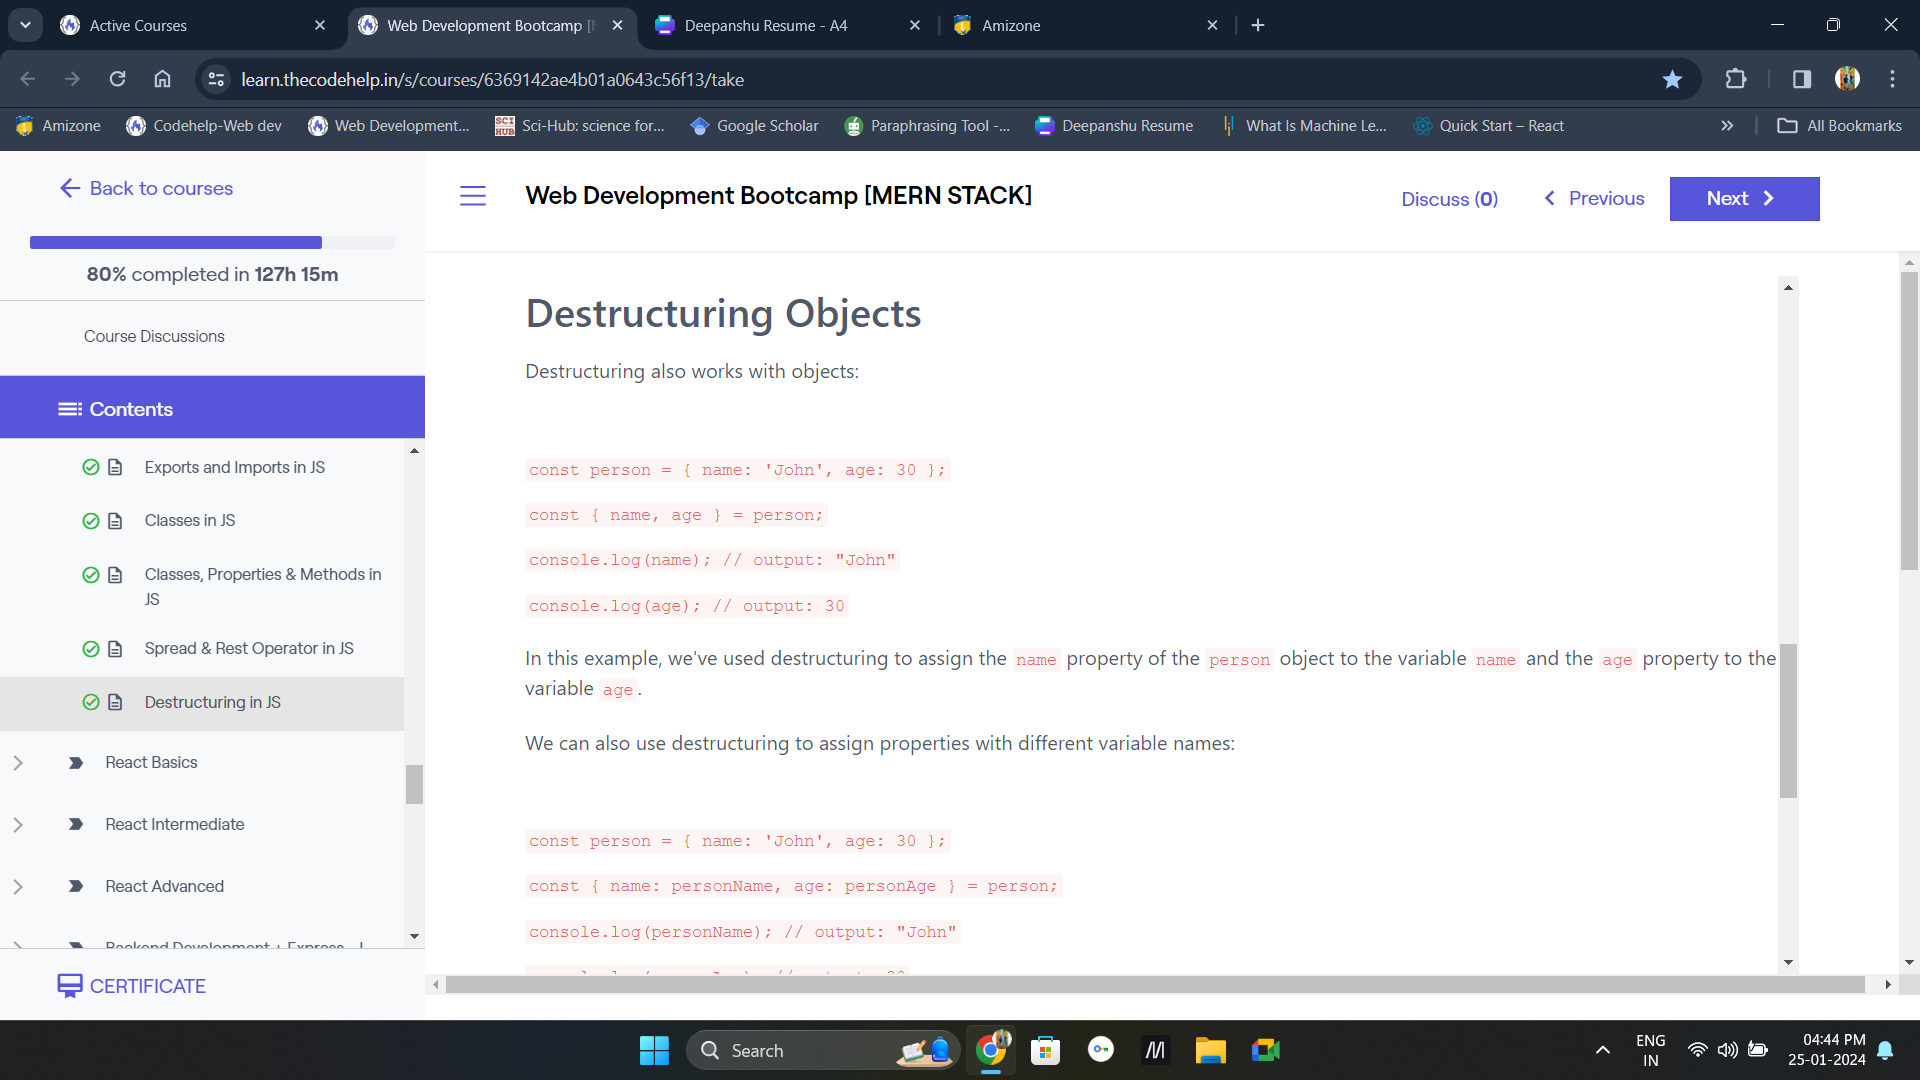 Active Courses
Web Development Bootcamp [
Deepanshu Resume - A4
Amizone
learn.thecodehelp.in/s/courses/6369142ae4b01a0643c56f13/take
Amizone
Codehelp-Web dev
Web Development...
SCI HUB
Sci-Hub: science for...
Google Scholar
Paraphrasing Tool -...
Deepanshu Resume
What Is Machine Le...
Quick Start – React
»
All Bookmarks
Back to courses
80% completed in 127h 15m
Course Discussions
Contents
Exports and Imports in JS
Classes in JS
Classes, Properties & Methods in
JS
Spread & Rest Operator in JS
Destructuring in JS
React Basics
React Intermediate
React Advanced
Backend Development + Express
CERTIFICATE
Web Development Bootcamp [MERN STACK]
Discuss (0)
Previous
Next
Destructuring Objects
Destructuring also works with objects:
const person = { name: 'John', age: 30 };
const { name, age } = person;
console.log(name); // output: "John"
console.log(age); // output: 30
In this example, we've used destructuring to assign the name property of the person object to the variable name and the age property to the
variable age.
We can also use destructuring to assign properties with different variable names:
const person = { name: 'John', age: 30 };
const { name: personName, age: personAge } = person;
console.log(personName); // output: "John"
Search
ENG
IN
04:44 PM
25-01-2024